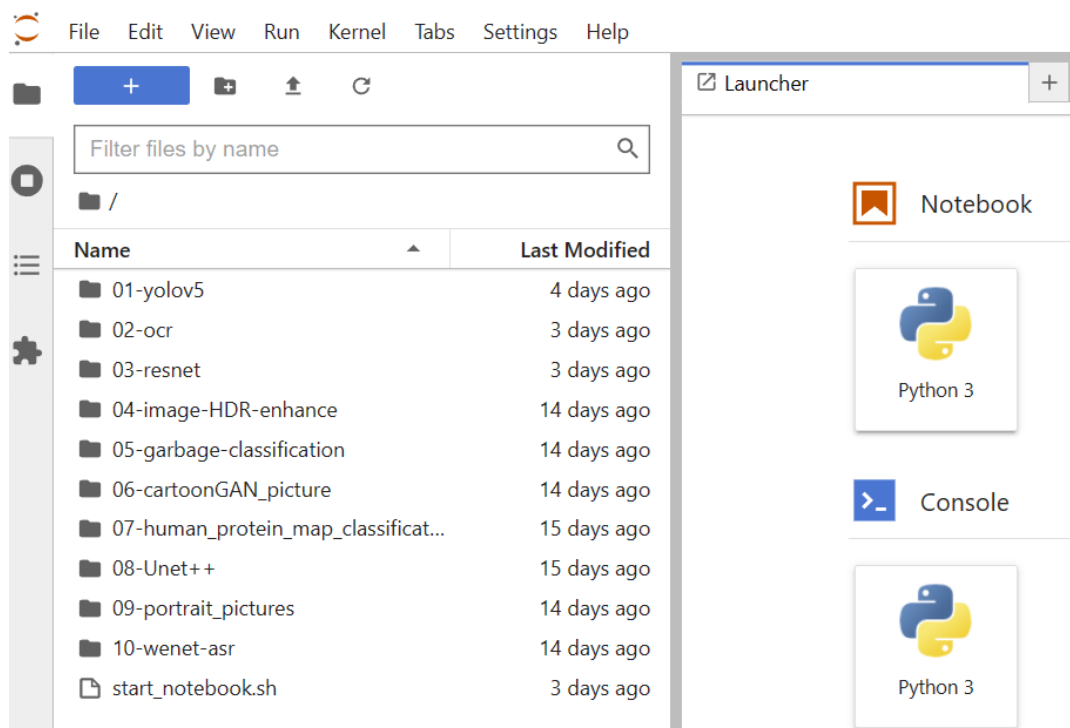 File Edit View Run Kernel Tabs Settings Help
+
Filter files by name
/
Name Last Modified
01-yolov5 4 days ago
02-ocr 3 days ago
03-resnet 3 days ago
04-image-HDR-enhance 14 days ago
05-garbage-classification 14 days ago
06-cartoonGAN_picture 14 days ago
07-human_protein_map_classificat... 15 days ago
08-Unet++ 15 days ago
09-portrait_pictures 14 days ago
10-wenet-asr 14 days ago
start_notebook.sh 3 days ago
Launcher +
Notebook
Python 3
Console
Python 3